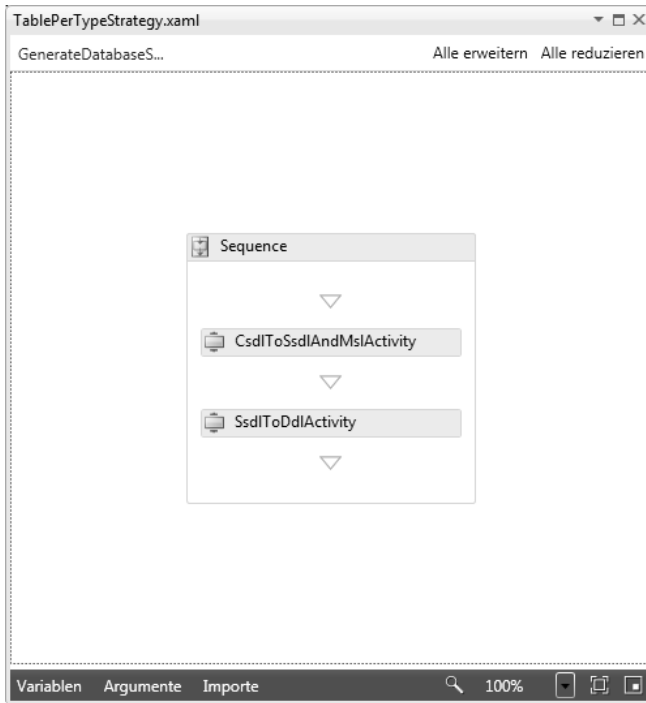 TablePerTypeStrategy.xaml
GenerateDatabaseS... Alle erweitern Alle reduzieren
Sequence
CsdlToSsdlAndMslActivity
SsdlToDdlActivity
Variablen Argumente Importe 100%